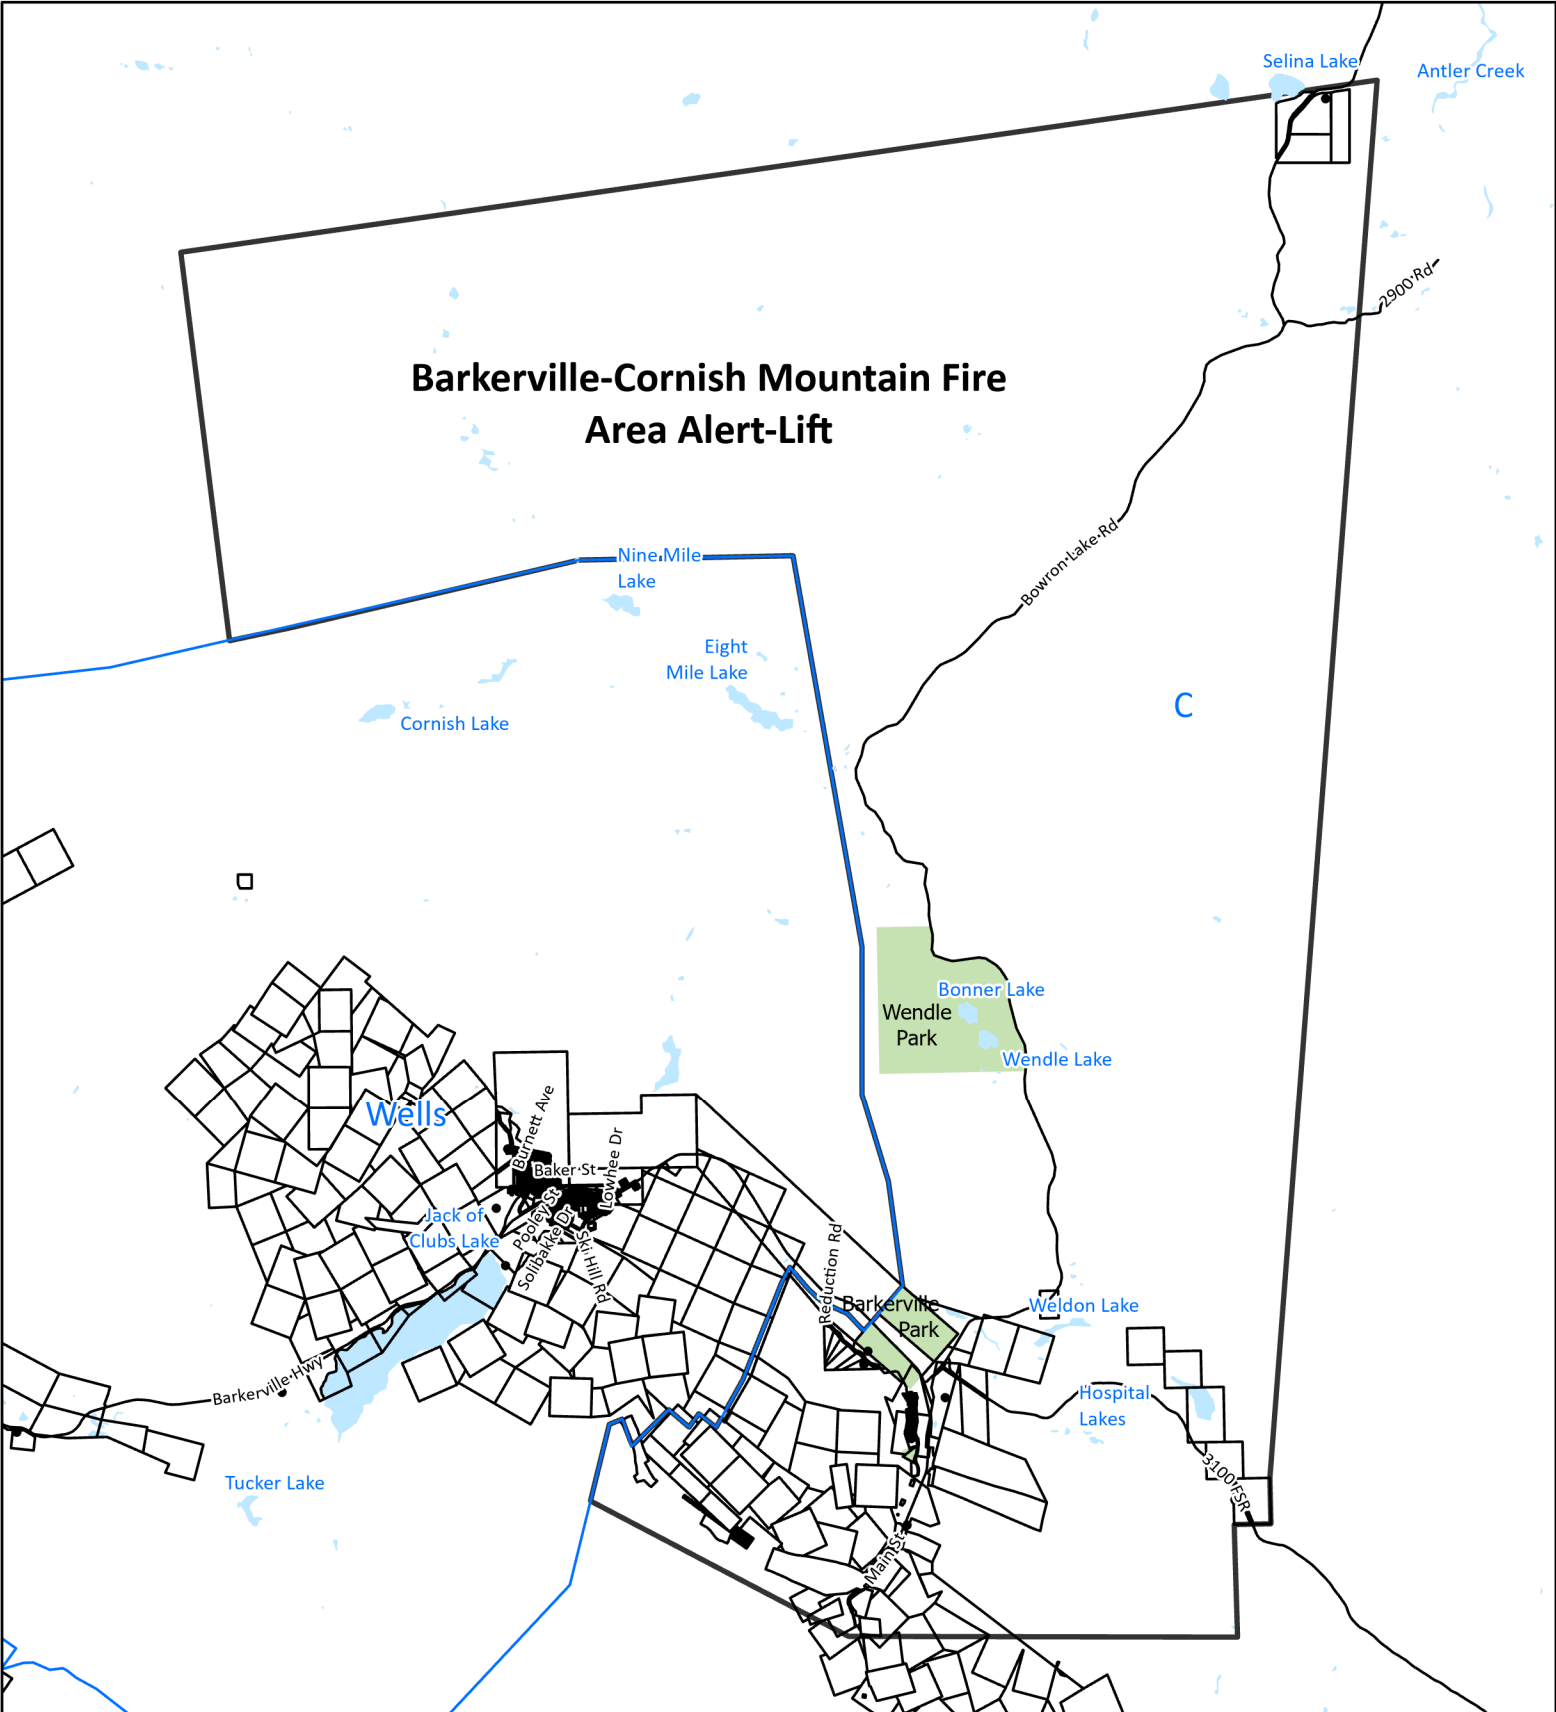 Selina Lake
Antler Creek
2900 Rd
Barkerville-Cornish Mountain Fire
Area Alert-Lift
Bowron Lake Rd
Nine Mile
Lake
Eight
Mile Lake
Cornish Lake
C
Bonner Lake
Wendle
Park
Wendle Lake
Wells
Burnett Ave
Baker St
Lowhee Dr
Jack of
Clubs Lake
Pooley St
Solibakke Dr
Ski Hill Rd
Reduction Rd
Barkerville
Park
Weldon Lake
Barkerville Hwy
Hospital
Lakes
Tucker Lake
3100 FSR
Main St